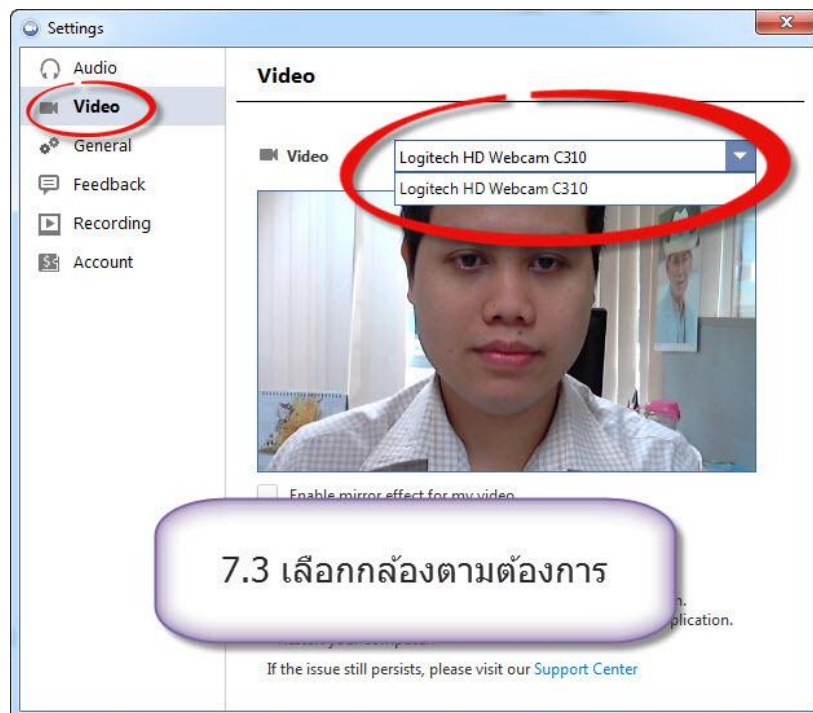 Settings
Audio
Video
General
Feedback
Recording
Account
Video
Video
Logitech HD Webcam C310
Logitech HD Webcam C310
Enable mirror effect for my video
7.3 เลือกกล้องตามต้องการ
If the issue still persists, please visit our Support Center